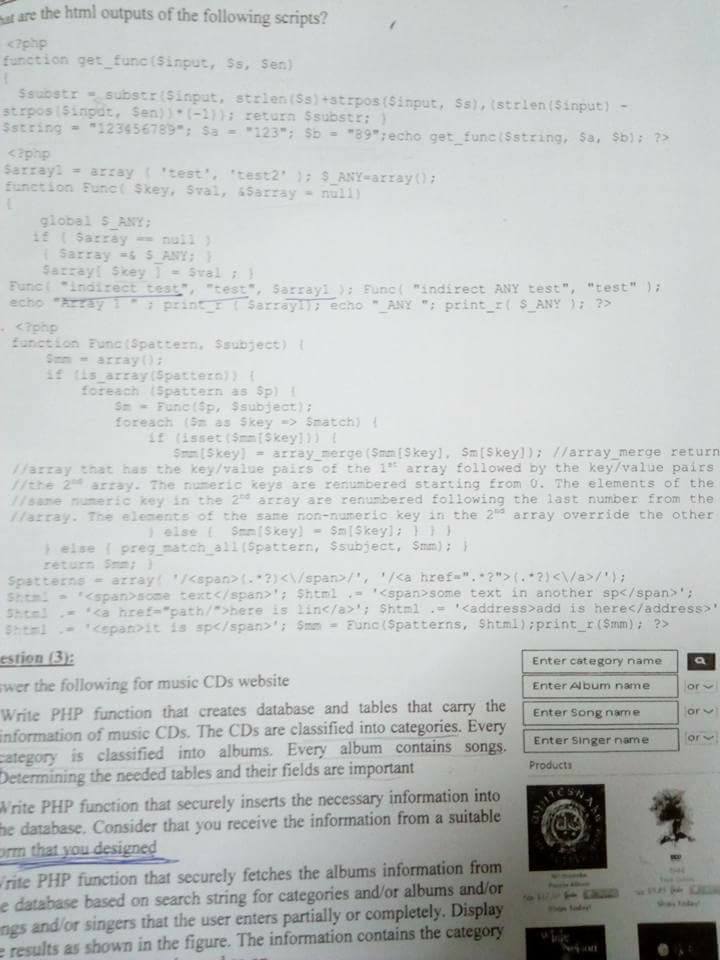 are the html outputs of the following scripts?
<?php
function get_func($input, $s, $en)
{
$substr = substr($input, strlen($s)+strpos($input, $s),(strlen($input) -
strpos($input, $en))*(-1)); return $substr; }
$string = "123456789"; $a = "123"; $b = "89";echo get_func($string, $a, $b); ?>
<?php
$array1 = array ( 'test', 'test2' ); $_ANY=array();
function Func( $key, $val, &$array = null)
{
global $_ANY;
if ( $array == null )
{ $array =& $_ANY; }
$array[ $key ] = $val ; }
Func( "indirect test", "test", $array1 ); Func( "indirect ANY test", "test" );
echo "Array 1 " ; print_r ( $array1); echo "_ANY "; print_r( $_ANY ); ?>
. <?php
function Func($pattern, $subject) {
$mm = array();
if (is_array($pattern)) {
foreach ($pattern as $p) {
$m = Func($p, $subject);
foreach ($m as $key => $match) {
if (isset($mm[$key])) {
$mm[$key] = array_merge($mm[$key], $m[$key]); //array_merge return
//array that has the key/value pairs of the 1st array followed by the key/value pairs
//the 2nd array. The numeric keys are renumbered starting from 0. The elements of the
//same numeric key in the 2nd array are renumbered following the last number from the
//array. The elements of the same non-numeric key in the 2nd array override the other
} else { $mm[$key] = $m[$key]; } } }
} else { preg_match_all($pattern, $subject, $mm); }
return $mm; }
$patterns = array( '/<span>(.*?)<\/span>/', '/<a href=".*?">(.*?)<\/a>/');
$html = '<span>some text</span>'; $html .= '<span>some text in another sp</span>';
$html .= '<a href="path/">here is lin</a>'; $html .= '<address>add is here</address>'
$html .= '<span>it is sp</span>'; $mm = Func($patterns, $html);print_r($mm); ?>
estion (3):
swer the following for music CDs website
Write PHP function that creates database and tables that carry the
information of music CDs. The CDs are classified into categories. Every
category is classified into albums. Every album contains songs.
Determining the needed tables and their fields are important
Write PHP function that securely inserts the necessary information into
he database. Consider that you receive the information from a suitable
orm that you designed
Write PHP function that securely fetches the albums information from
e database based on search string for categories and/or albums and/or
ngs and/or singers that the user enters partially or completely. Display
e results as shown in the figure. The information contains the category
Enter category name
Enter Album name
or
Enter Song name
or
Enter Singer name
or
Products
WHITESNAKE